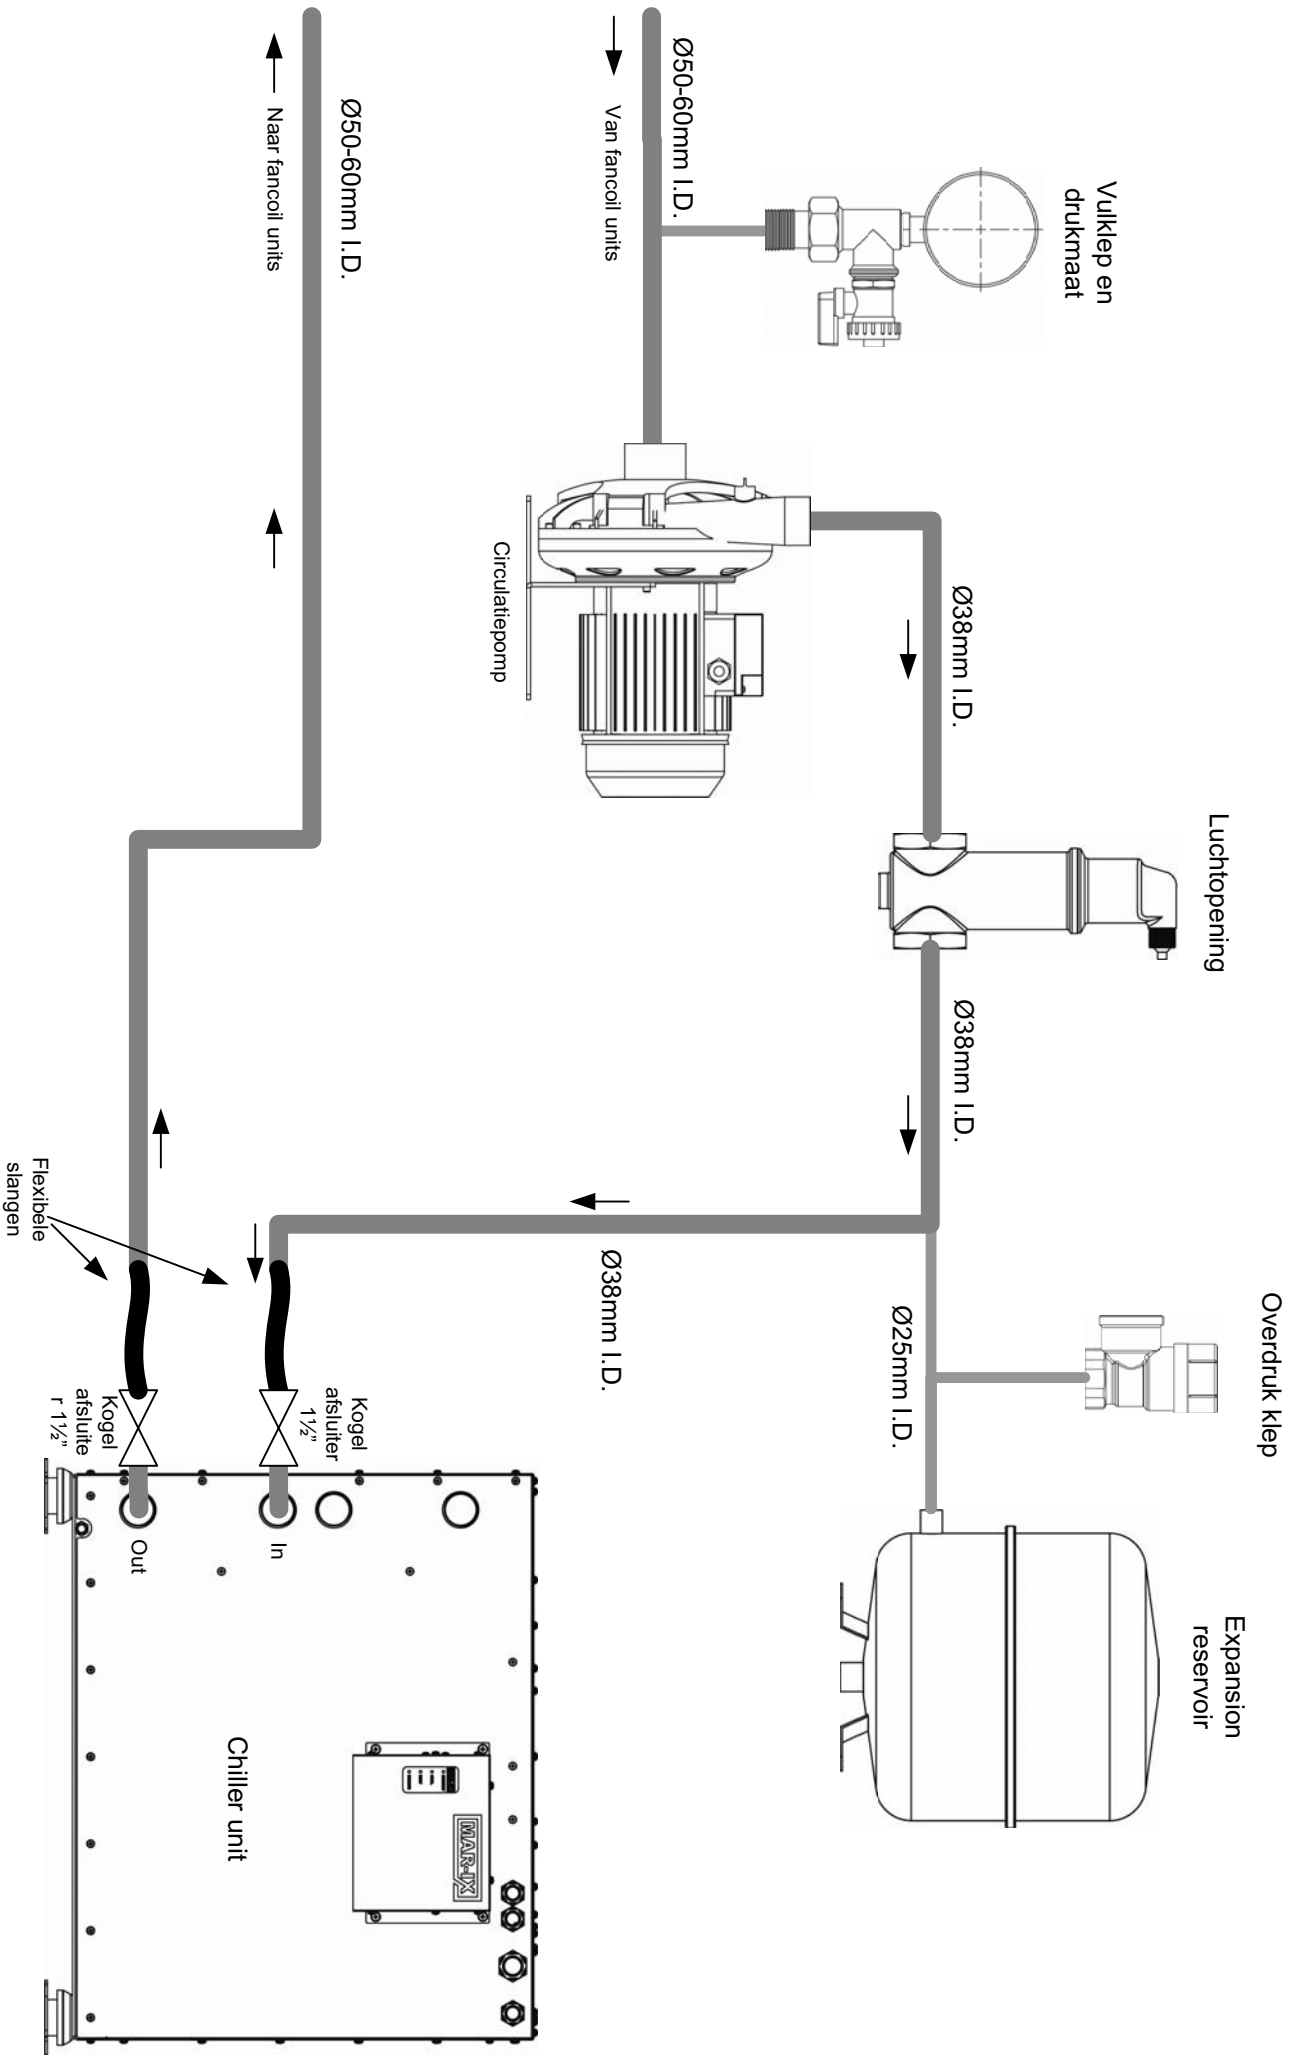 Vulklep en
drukmaat
Luchtopening
Overdruk klep
Expansion
reservoir
Ø50-60mm I.D.
Van fancoil units
Ø38mm I.D.
Ø38mm I.D.
Ø25mm I.D.
Circulatiepomp
Ø38mm I.D.
Ø50-60mm I.D.
Naar fancoil units
Kogel
afsluiter
1½”
Kogel
afsluite
r 1½”
Flexibele
slangen
In
Out
MAR-IX
Chiller unit